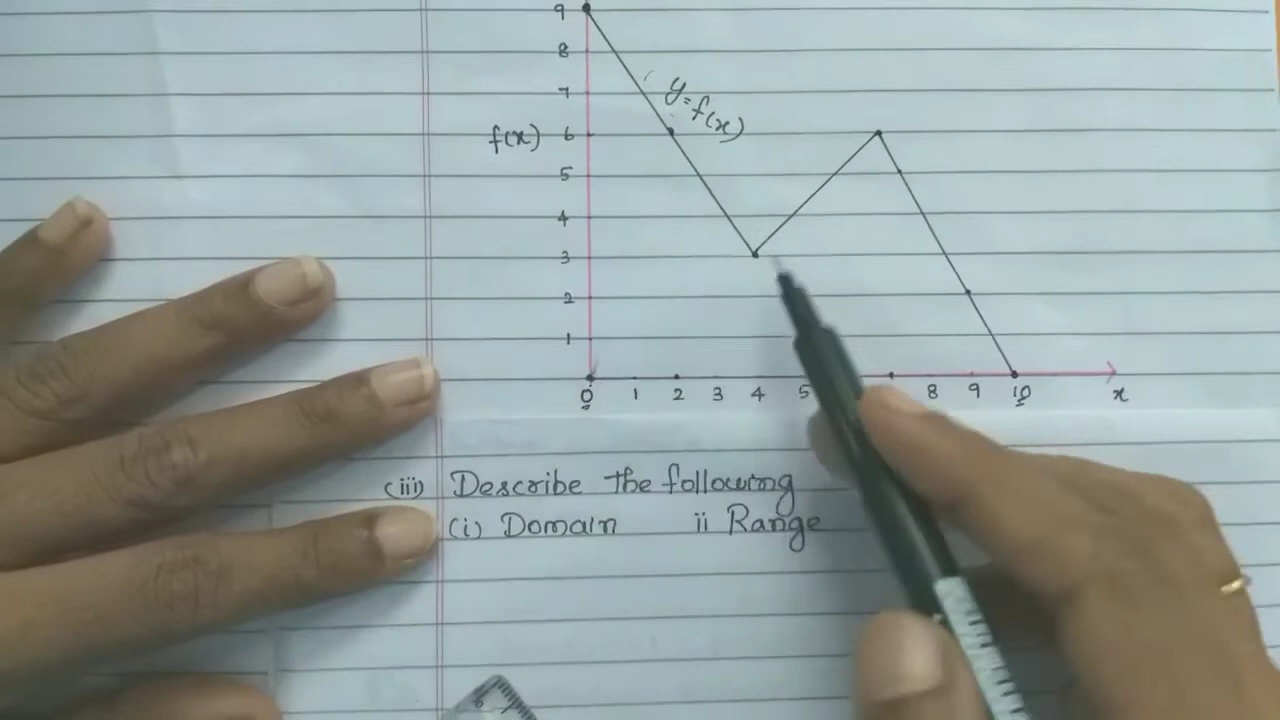 9
8
7
y=f(x)
f(x) 6
5
4
3
2
1
0 1 2 3 4 5 8 9 10 x
(iii) Describe the following
(i) Domain ii Range
6